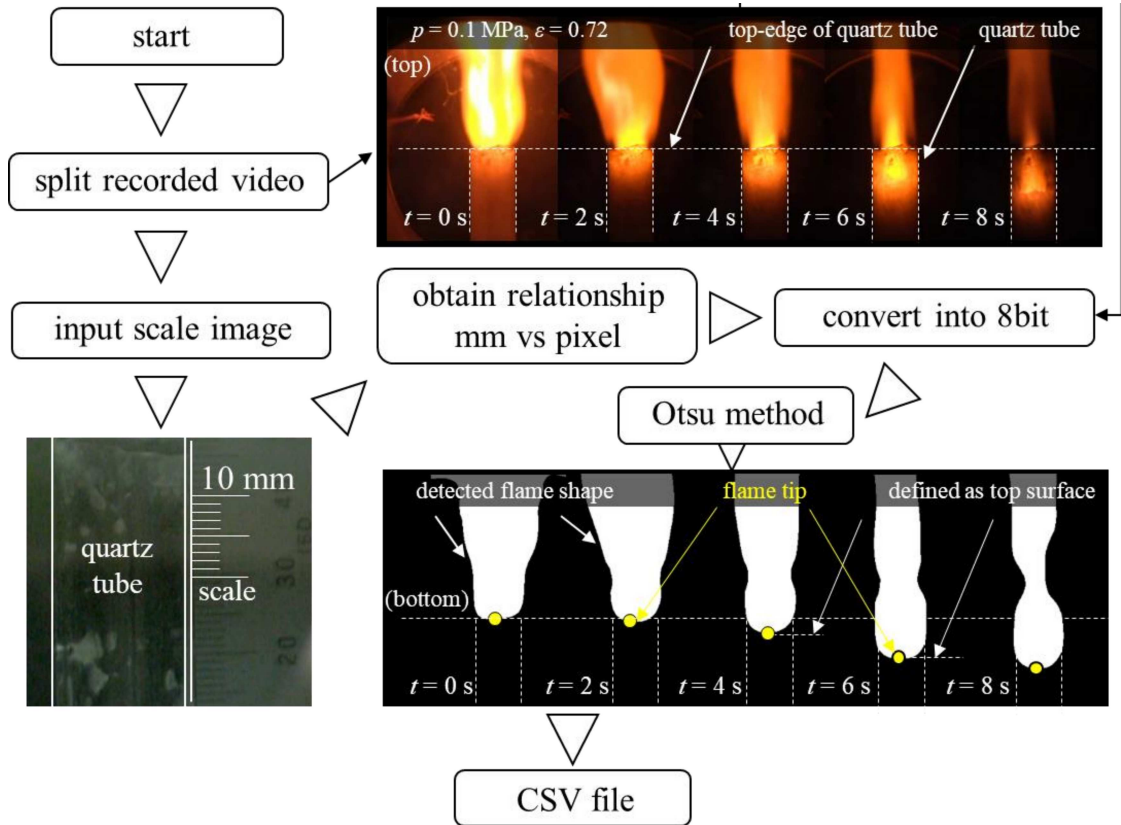 start
split recorded video
input scale image
p = 0.1 MPa, ε = 0.72
top-edge of quartz tube
quartz tube
(top)
t = 0 s
t = 2 s
t = 4 s
t = 6 s
t = 8 s
obtain relationship
mm vs pixel
convert into 8bit
Otsu method
10 mm
quartz
tube
scale
4
30
20
detected flame shape
flame tip
defined as top surface
(bottom)
t = 0 s
t = 2 s
t = 4 s
t = 6 s
t = 8 s
CSV file